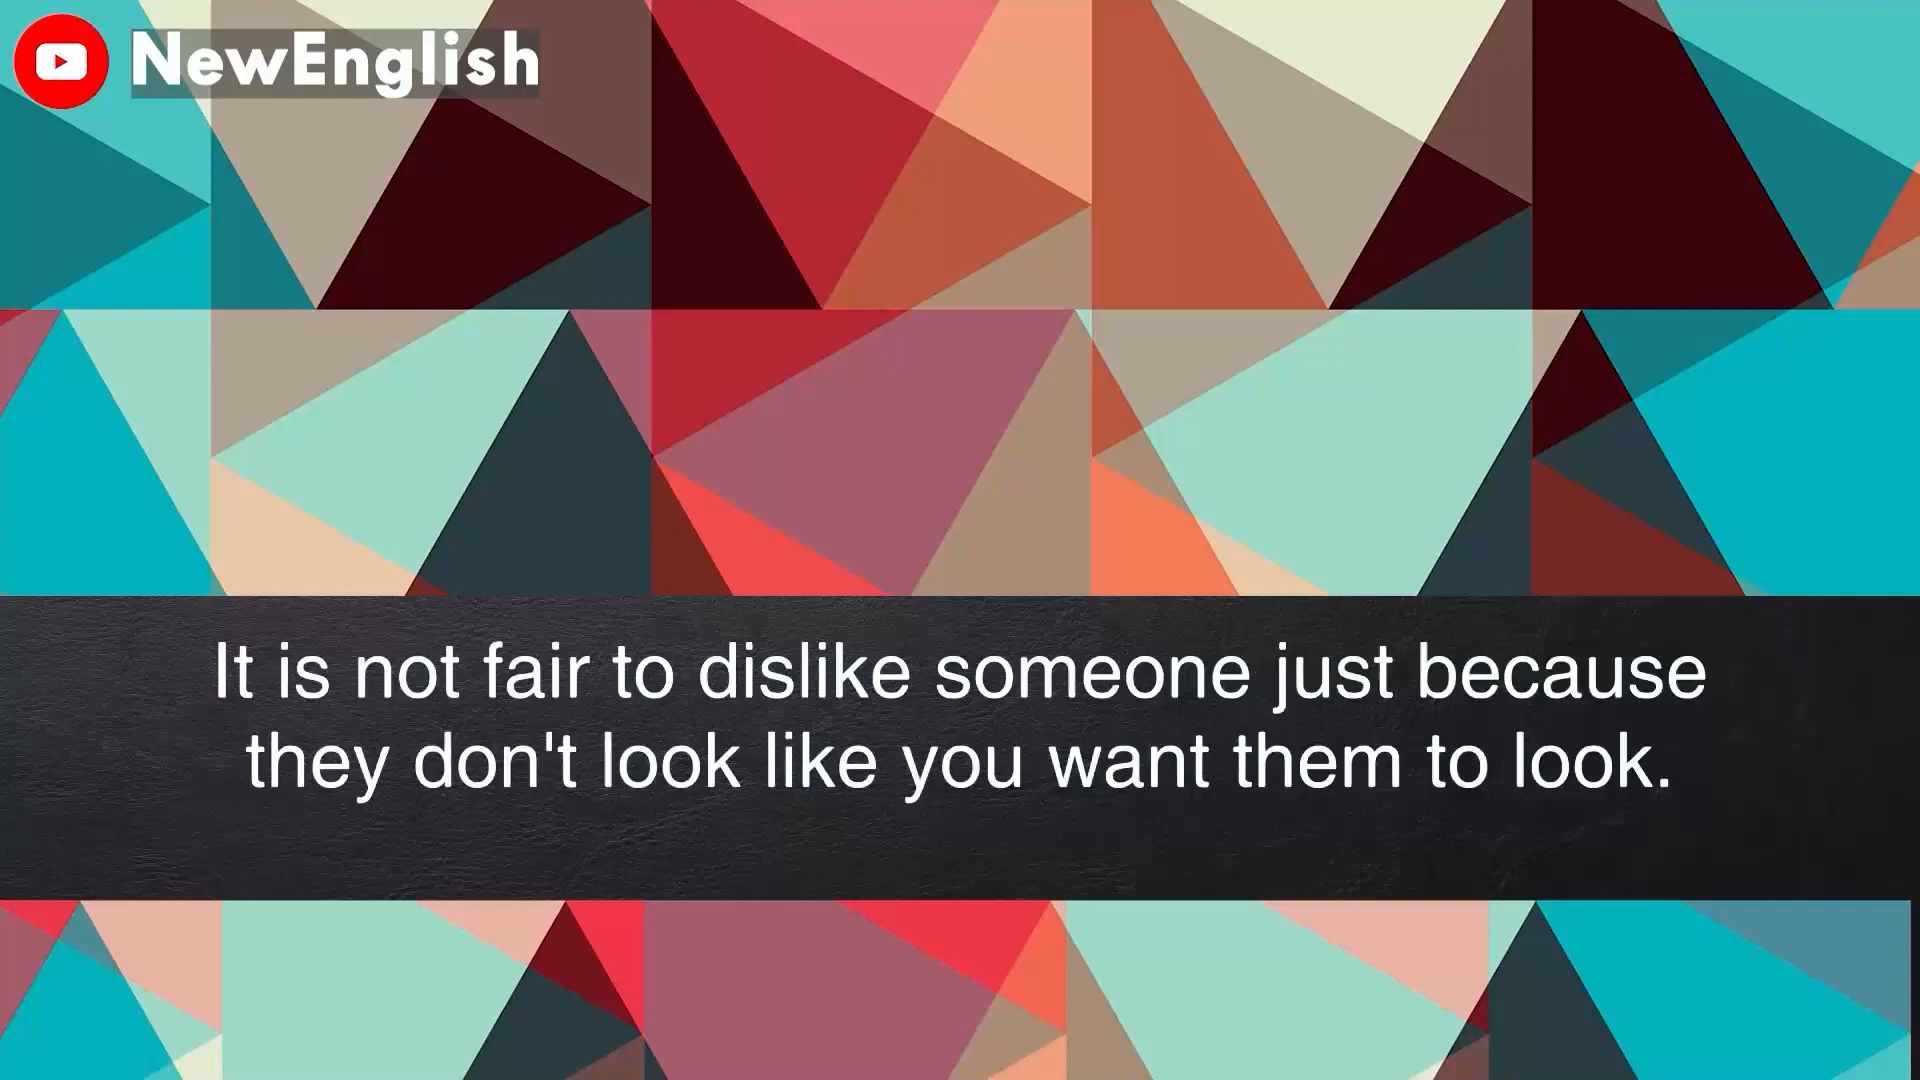 NewEnglish
It is not fair to dislike someone just because
they don't look like you want them to look.